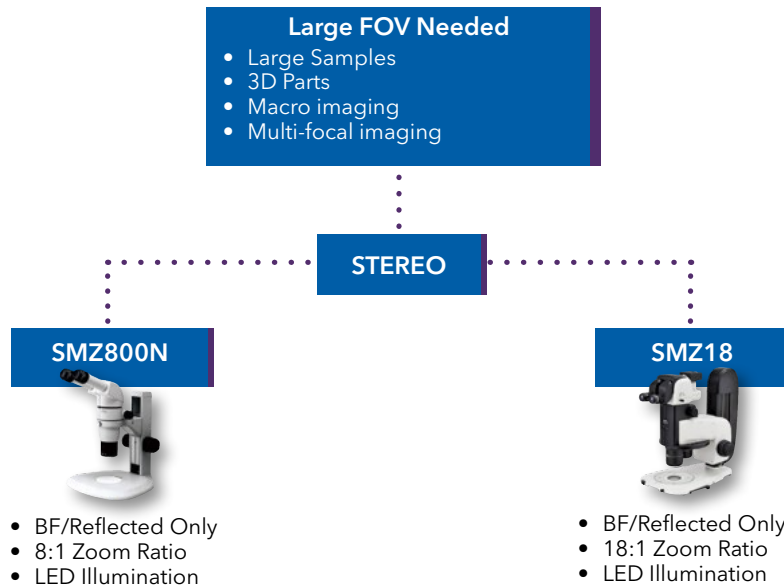 Large FOV Needed
• Large Samples
• 3D Parts
• Macro imaging
• Multi-focal imaging
STEREO
SMZ800N
• BF/Reflected Only
• 8:1 Zoom Ratio
• LED Illumination
SMZ18
• BF/Reflected Only
• 18:1 Zoom Ratio
• LED Illumination